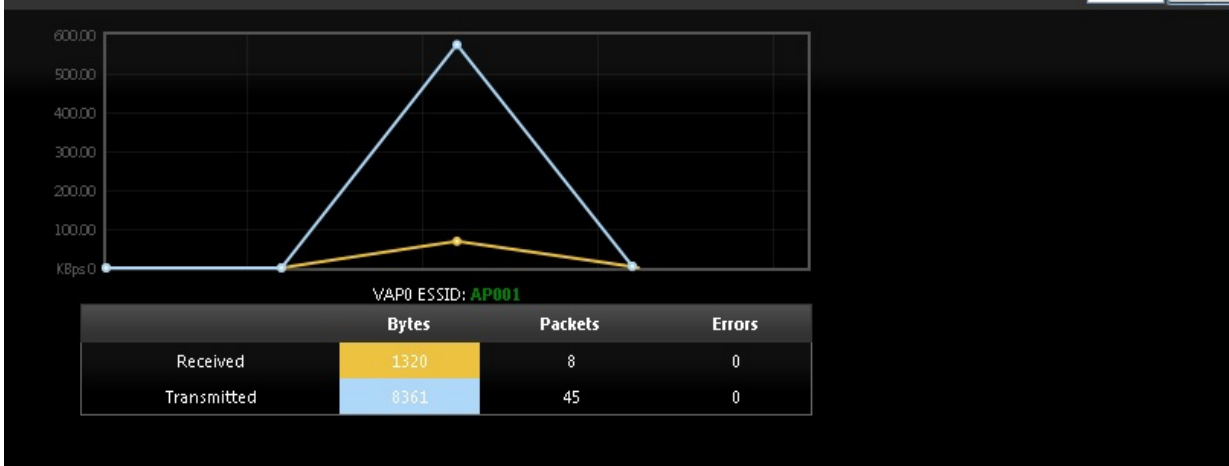 600.00
500.00
400.00
300.00
200.00
100.00
KBps 0
VAP0 ESSID: AP001
Bytes Packets Errors
Received 1320 8 0
Transmitted 8361 45 0